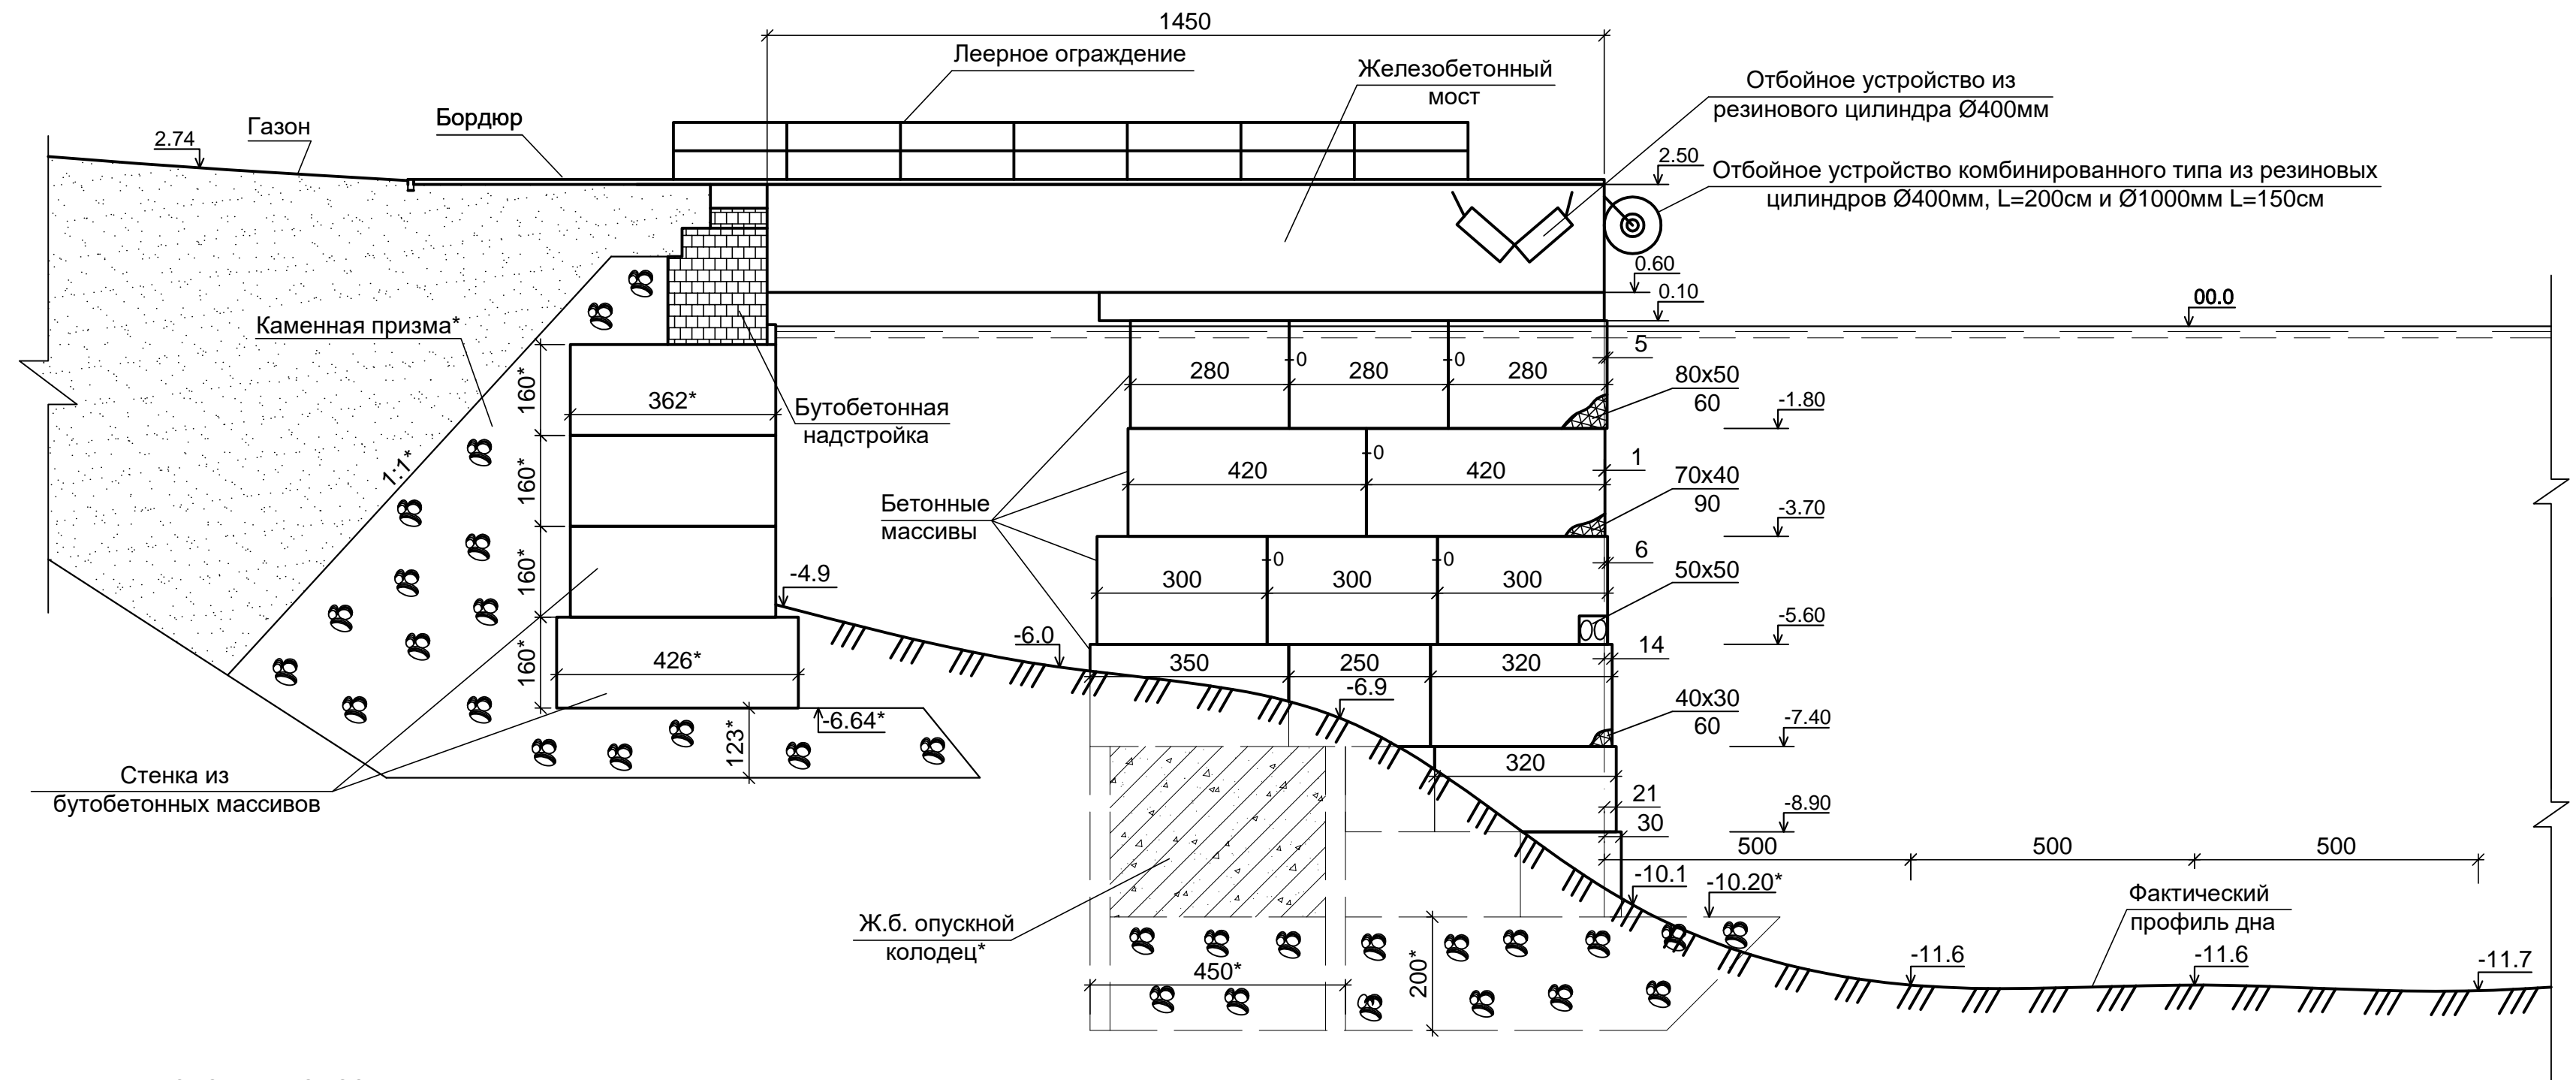 1450
Леерное ограждение
Железобетонный
мост
Отбойное устройство из
резинового цилиндра Ø400мм
Газон
Бордюр
2.74
2.50
Отбойное устройство комбинированного типа из резиновых
цилиндров Ø400мм, L=200см и Ø1000мм L=150см
0.60
0.10
00.0
Каменная призма*
160*
362*
Бутобетонная
надстройка
280
0
280
0
280
5
80х50
60
-1.80
1:1*
160*
420
0
420
1
70х40
90
-3.70
Бетонные
массивы
160*
-4.9
300
0
300
0
300
6
50х50
-5.60
-6.0
160*
426*
350
250
320
14
-6.9
40х30
60
-7.40
-6.64*
123*
Стенка из
бутобетонных массивов
320
21
-8.90
30
500
500
500
-10.1
-10.20*
Фактический
профиль дна
Ж.б. опускной
колодец*
450*
200*
-11.6
-11.6
-11.7